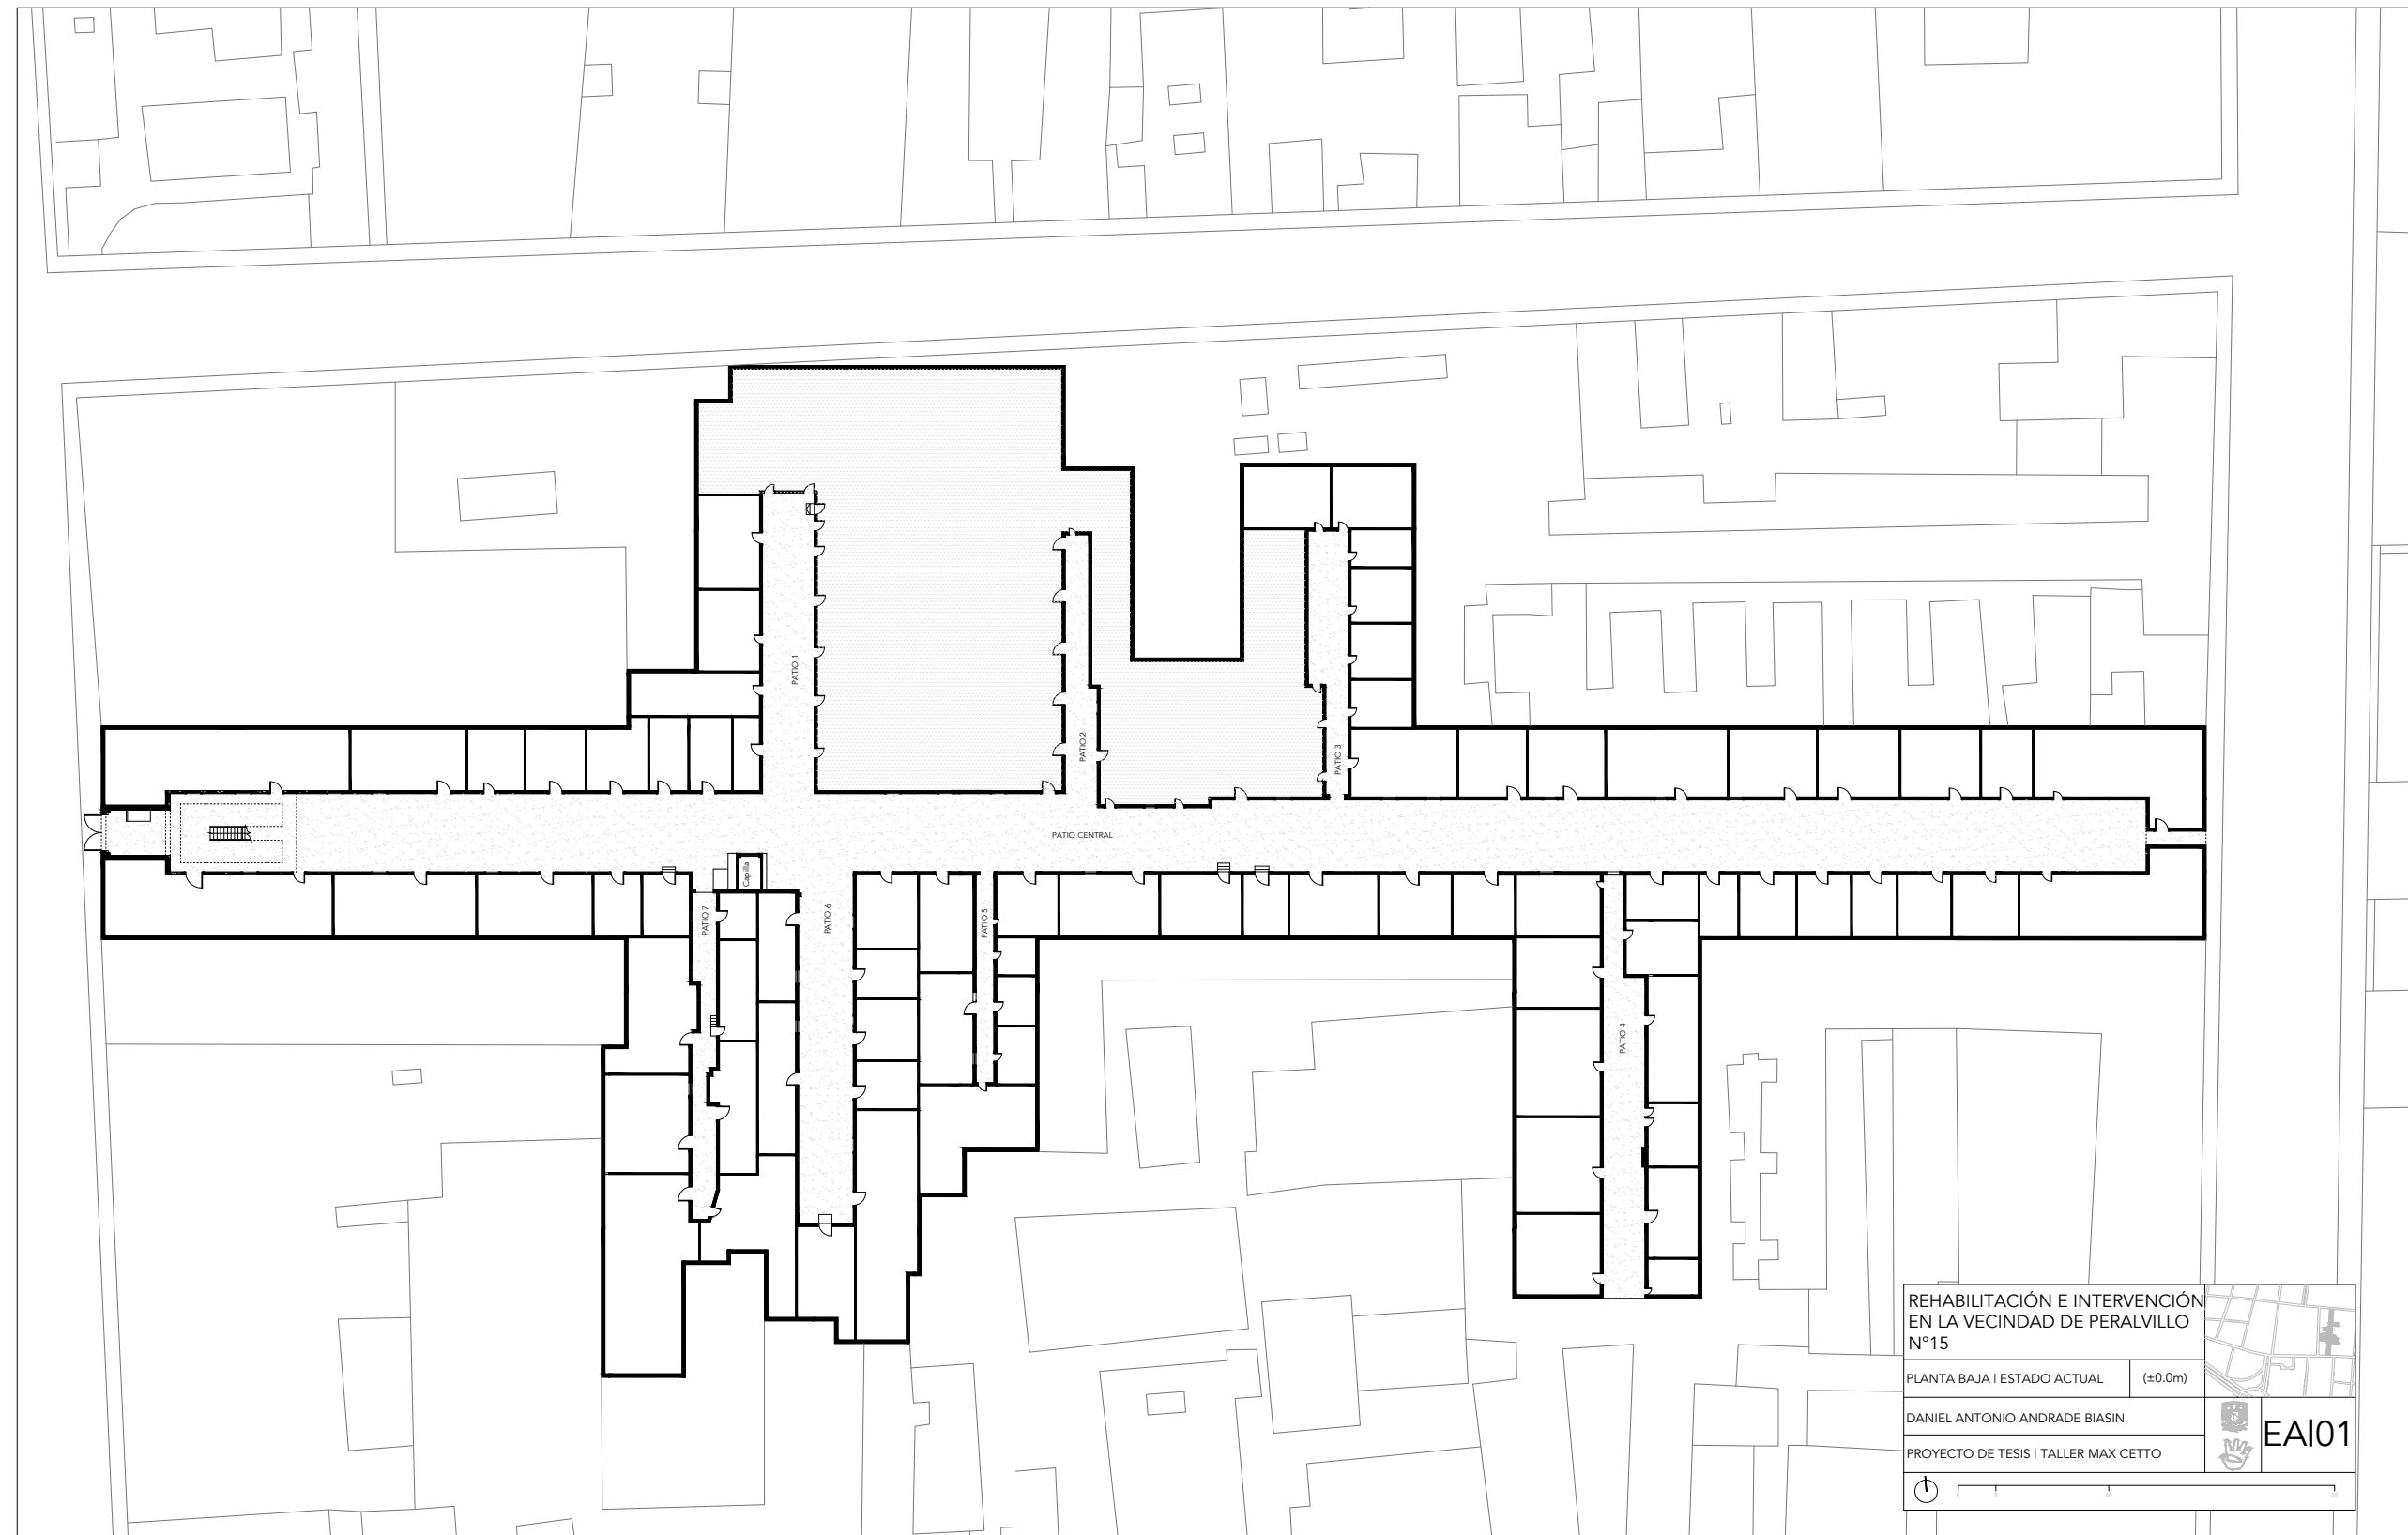 PATIO 1
PATIO 2
PATIO 3
PATIO CENTRAL
Capilla
PATIO 7
PATIO 6
PATIO 5
PATIO 4
REHABILITACIÓN E INTERVENCIÓN
EN LA VECINDAD DE PERALVILLO
N°15
PLANTA BAJA | ESTADO ACTUAL
(±0.0m)
DANIEL ANTONIO ANDRADE BIASIN
PROYECTO DE TESIS | TALLER MAX CETTO
EA|01